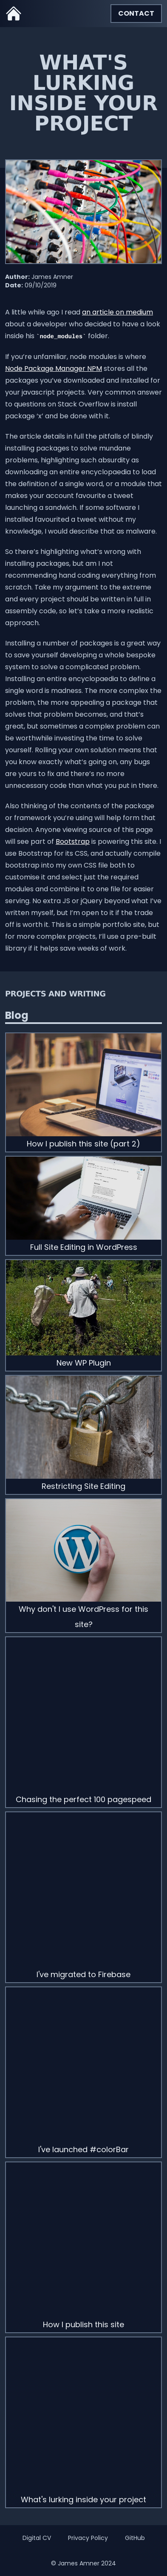 CONTACT
WHAT'S
LURKING
INSIDE YOUR
PROJECT
Author: James Amner
Date: 09/10/2019
A little while ago I read an article on medium
about a developer who decided to have a look
inside his `node_modules` folder.
If you’re unfamiliar, node modules is where
Node Package Manager NPM stores all the
packages you’ve downloaded and installed for
your javascript projects. Very common answer
to questions on Stack Overflow is install
package ‘x’ and be done with it.
The article details in full the pitfalls of blindly
installing packages to solve mundane
problems, highlighting such absurdity as
downloading an entire encyclopaedia to load
the definition of a single word, or a module that
makes your account favourite a tweet
launching a sandwich. If some software I
installed favourited a tweet without my
knowledge, I would describe that as malware.
So there’s highlighting what’s wrong with
installing packages, but am I not
recommending hand coding everything from
scratch. Take my argument to the extreme
and every project should be written in full in
assembly code, so let’s take a more realistic
approach.
Installing a number of packages is a great way
to save yourself developing a whole bespoke
system to solve a complicated problem.
Installing an entire encyclopaedia to define a
single word is madness. The more complex the
problem, the more appealing a package that
solves that problem becomes, and that’s
great, but sometimes a complex problem can
be worthwhile investing the time to solve
yourself. Rolling your own solution means that
you know exactly what’s going on, any bugs
are yours to fix and there’s no more
unnecessary code than what you put in there.
Also thinking of the contents of the package
or framework you’re using will help form that
decision. Anyone viewing source of this page
will see part of Bootstrap is powering this site. I
use Bootstrap for it’s CSS, and actually compile
bootstrap into my own CSS file both to
customise it and select just the required
modules and combine it to one file for easier
serving. No extra JS or jQuery beyond what I’ve
written myself, but I’m open to it if the trade
off is worth it. This is a simple portfolio site, but
for more complex projects, I’ll use a pre-built
library if it helps save weeks of work.
PROJECTS AND WRITING
Blog
How I publish this site (part 2)
Full Site Editing in WordPress
New WP Plugin
Restricting Site Editing
Why don't I use WordPress for this
site?
Chasing the perfect 100 pagespeed
I've migrated to Firebase
I've launched #colorBar
How I publish this site
What's lurking inside your project
Digital CV
Privacy Policy
GitHub
© James Amner 2024